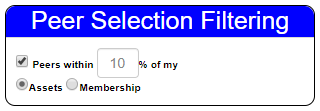 Peer Selection Filtering
Peers within 10 % of my
Assets Membership